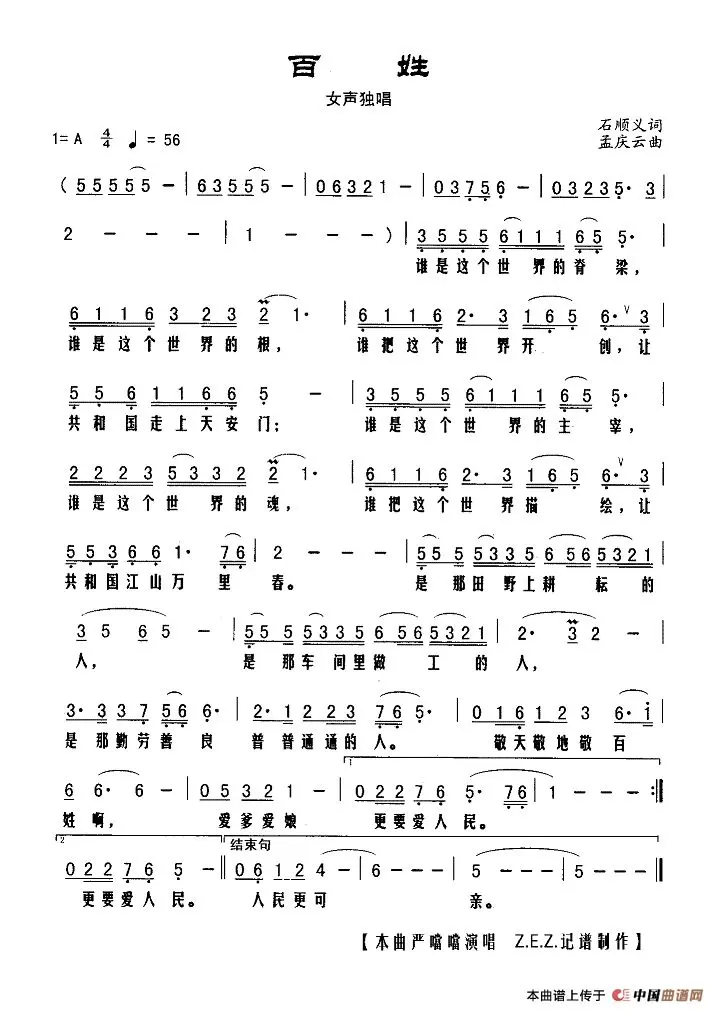 百 姓
女声独唱
1=A 4/4 ♩=56
石顺义词
孟庆云曲
( 5 5 5 5 5 - | 6 3 5 5 5 - | 0 6 3 2 1 - | 0 3 7 5 6 - | 0 3 2 3 5 · 3 |
2 - - - | 1 - - - ) | 3 5 5 5 6 1 1 1 6 5 5 · |
谁是这个世 界的脊 梁,
6 1 1 6 3 2 3 2 1 · | 6 1 1 6 2 · 3 1 6 5 6 · 3 |
谁是这个世界的根, 谁把这个世 界开 创,让
5 5 6 1 1 6 6 5 - | 3 5 5 5 6 1 1 1 6 5 5 · |
共和 国走上天安门; 谁是这个世 界的主 宰,
2 2 2 3 5 3 3 2 2 1 · | 6 1 1 6 2 · 3 1 6 5 6 · 3 |
谁是这个世 界的魂, 谁把这个世 界描 绘,让
5 5 3 6 6 1 · 7 6 | 2 - - - | 5 5 5 5 3 3 5 6 5 6 5 3 2 1 |
共和国江山万 里 春。 是 那田 野上耕 耘的
3 5 6 5 - | 5 5 5 5 3 3 5 6 5 6 5 3 2 1 | 2 · 3 2 - |
人, 是 那车 间里做 工 的 人,
3 · 3 3 7 5 6 6 · | 2 · 1 2 2 3 7 6 5 · | 0 1 6 1 2 3 6 · 1 |
是 那勤劳善 良 普 普通通的 人。 敬天敬地敬百
6 6 · 6 - | 0 5 3 2 1 - | 0 2 2 7 6 5 · 7 6 | 1 - - - :‖
姓啊, 爱爹爱娘 更要爱人民。
2 结束句
0 2 2 7 6 5 - ‖ 0 6 1 2 4 - | 6 - - - | 5 - - - | 5 - - - ‖
更要爱人民。 人民更可 亲。
【本曲严噹噹演唱 Z.E.Z.记谱制作】
本曲谱上传于 中国曲谱网